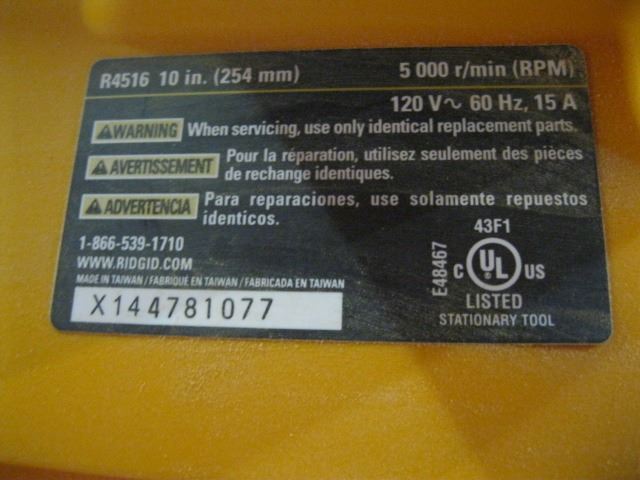 R4516 10 in. (254 mm) 5 000 r/min (RPM)
120 V~ 60 Hz, 15 A
WARNING When servicing, use only identical replacement parts.
AVERTISSEMENT Pour la réparation, utilisez seulement des pièces
de rechange identiques.
ADVERTENCIA Para reparaciones, use solamente repuestos
identicos.
1-866-539-1710
WWW.RIDGID.COM
MADE IN TAIWAN / FABRIQUÉ EN TAIWAN / FABRICADA EN TAIWAN
X144781077
43F1
E48467
C UL US
LISTED
STATIONARY TOOL